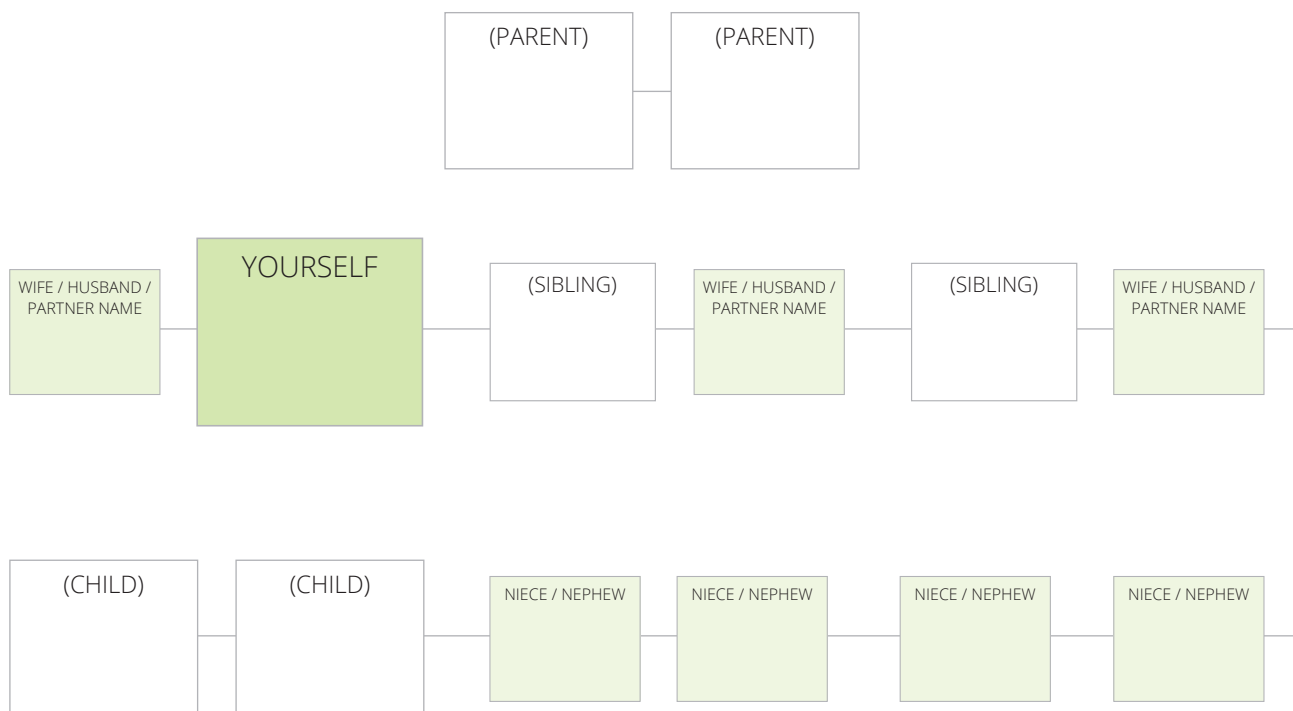 (PARENT)
(PARENT)
YOURSELF
WIFE / HUSBAND /
PARTNER NAME
(SIBLING)
WIFE / HUSBAND /
PARTNER NAME
(SIBLING)
WIFE / HUSBAND /
PARTNER NAME
(CHILD)
(CHILD)
NIECE / NEPHEW
NIECE / NEPHEW
NIECE / NEPHEW
NIECE / NEPHEW